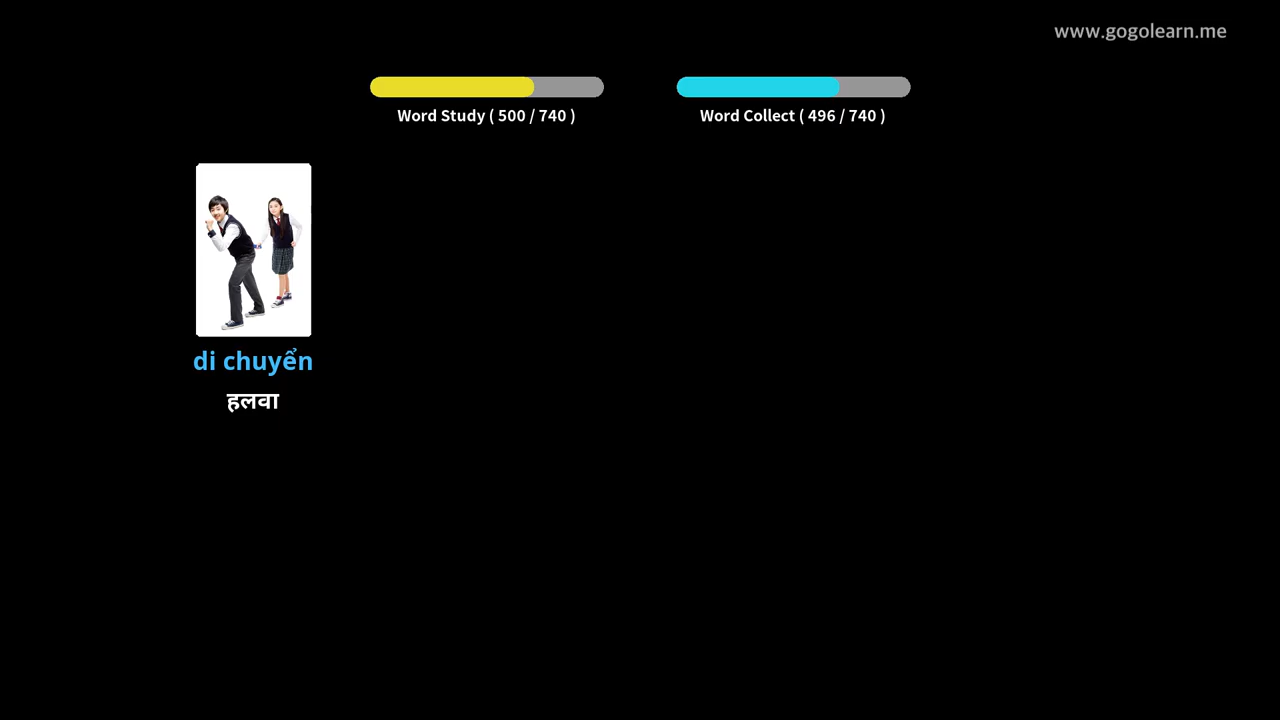 www.gogolearn.me
Word Study ( 500 / 740 )
Word Collect ( 496 / 740 )
di chuyển
हलवा